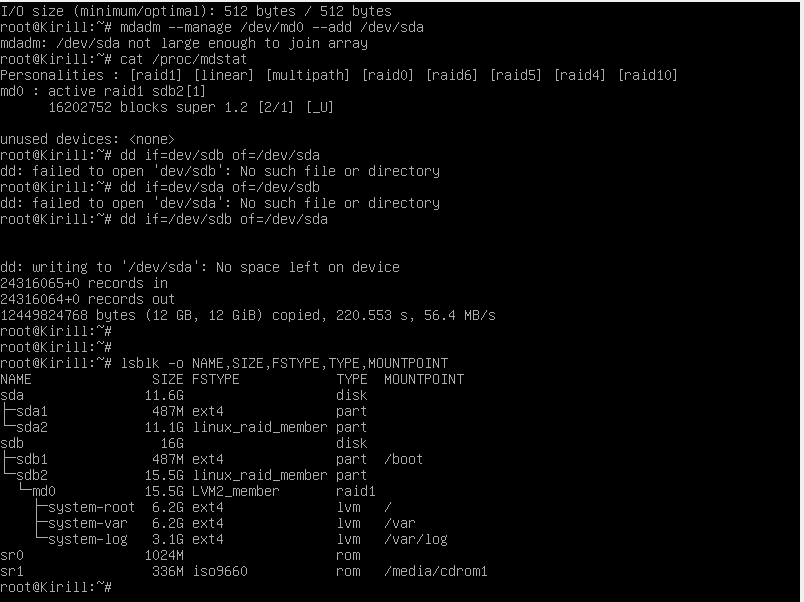 I/O size (minimum/optimal): 512 bytes / 512 bytes
root@Kirill:~# mdadm --manage /dev/md0 --add /dev/sda
mdadm: /dev/sda not large enough to join array
root@Kirill:~# cat /proc/mdstat
Personalities : [raid1] [linear] [multipath] [raid0] [raid6] [raid5] [raid4] [raid10]
md0 : active raid1 sdb2[1]
      16202752 blocks super 1.2 [2/1] [_U]

unused devices: <none>
root@Kirill:~# dd if=dev/sdb of=/dev/sda
dd: failed to open 'dev/sdb': No such file or directory
root@Kirill:~# dd if=dev/sda of=/dev/sdb
dd: failed to open 'dev/sda': No such file or directory
root@Kirill:~# dd if=/dev/sdb of=/dev/sda


dd: writing to '/dev/sda': No space left on device
24316065+0 records in
24316064+0 records out
12449824768 bytes (12 GB, 12 GiB) copied, 220.553 s, 56.4 MB/s
root@Kirill:~#
root@Kirill:~#
root@Kirill:~# lsblk -o NAME,SIZE,FSTYPE,TYPE,MOUNTPOINT
NAME               SIZE FSTYPE            TYPE  MOUNTPOINT
sda               11.6G                   disk
├─sda1             487M ext4              part
└─sda2            11.1G linux_raid_member part
sdb                 16G                   disk
├─sdb1             487M ext4              part  /boot
└─sdb2            15.5G linux_raid_member part
  └─md0           15.5G LVM2_member       raid1
    ├─system-root  6.2G ext4              lvm   /
    ├─system-var   6.2G ext4              lvm   /var
    └─system-log   3.1G ext4              lvm   /var/log
sr0               1024M                   rom
sr1                336M iso9660           rom   /media/cdrom1
root@Kirill:~#